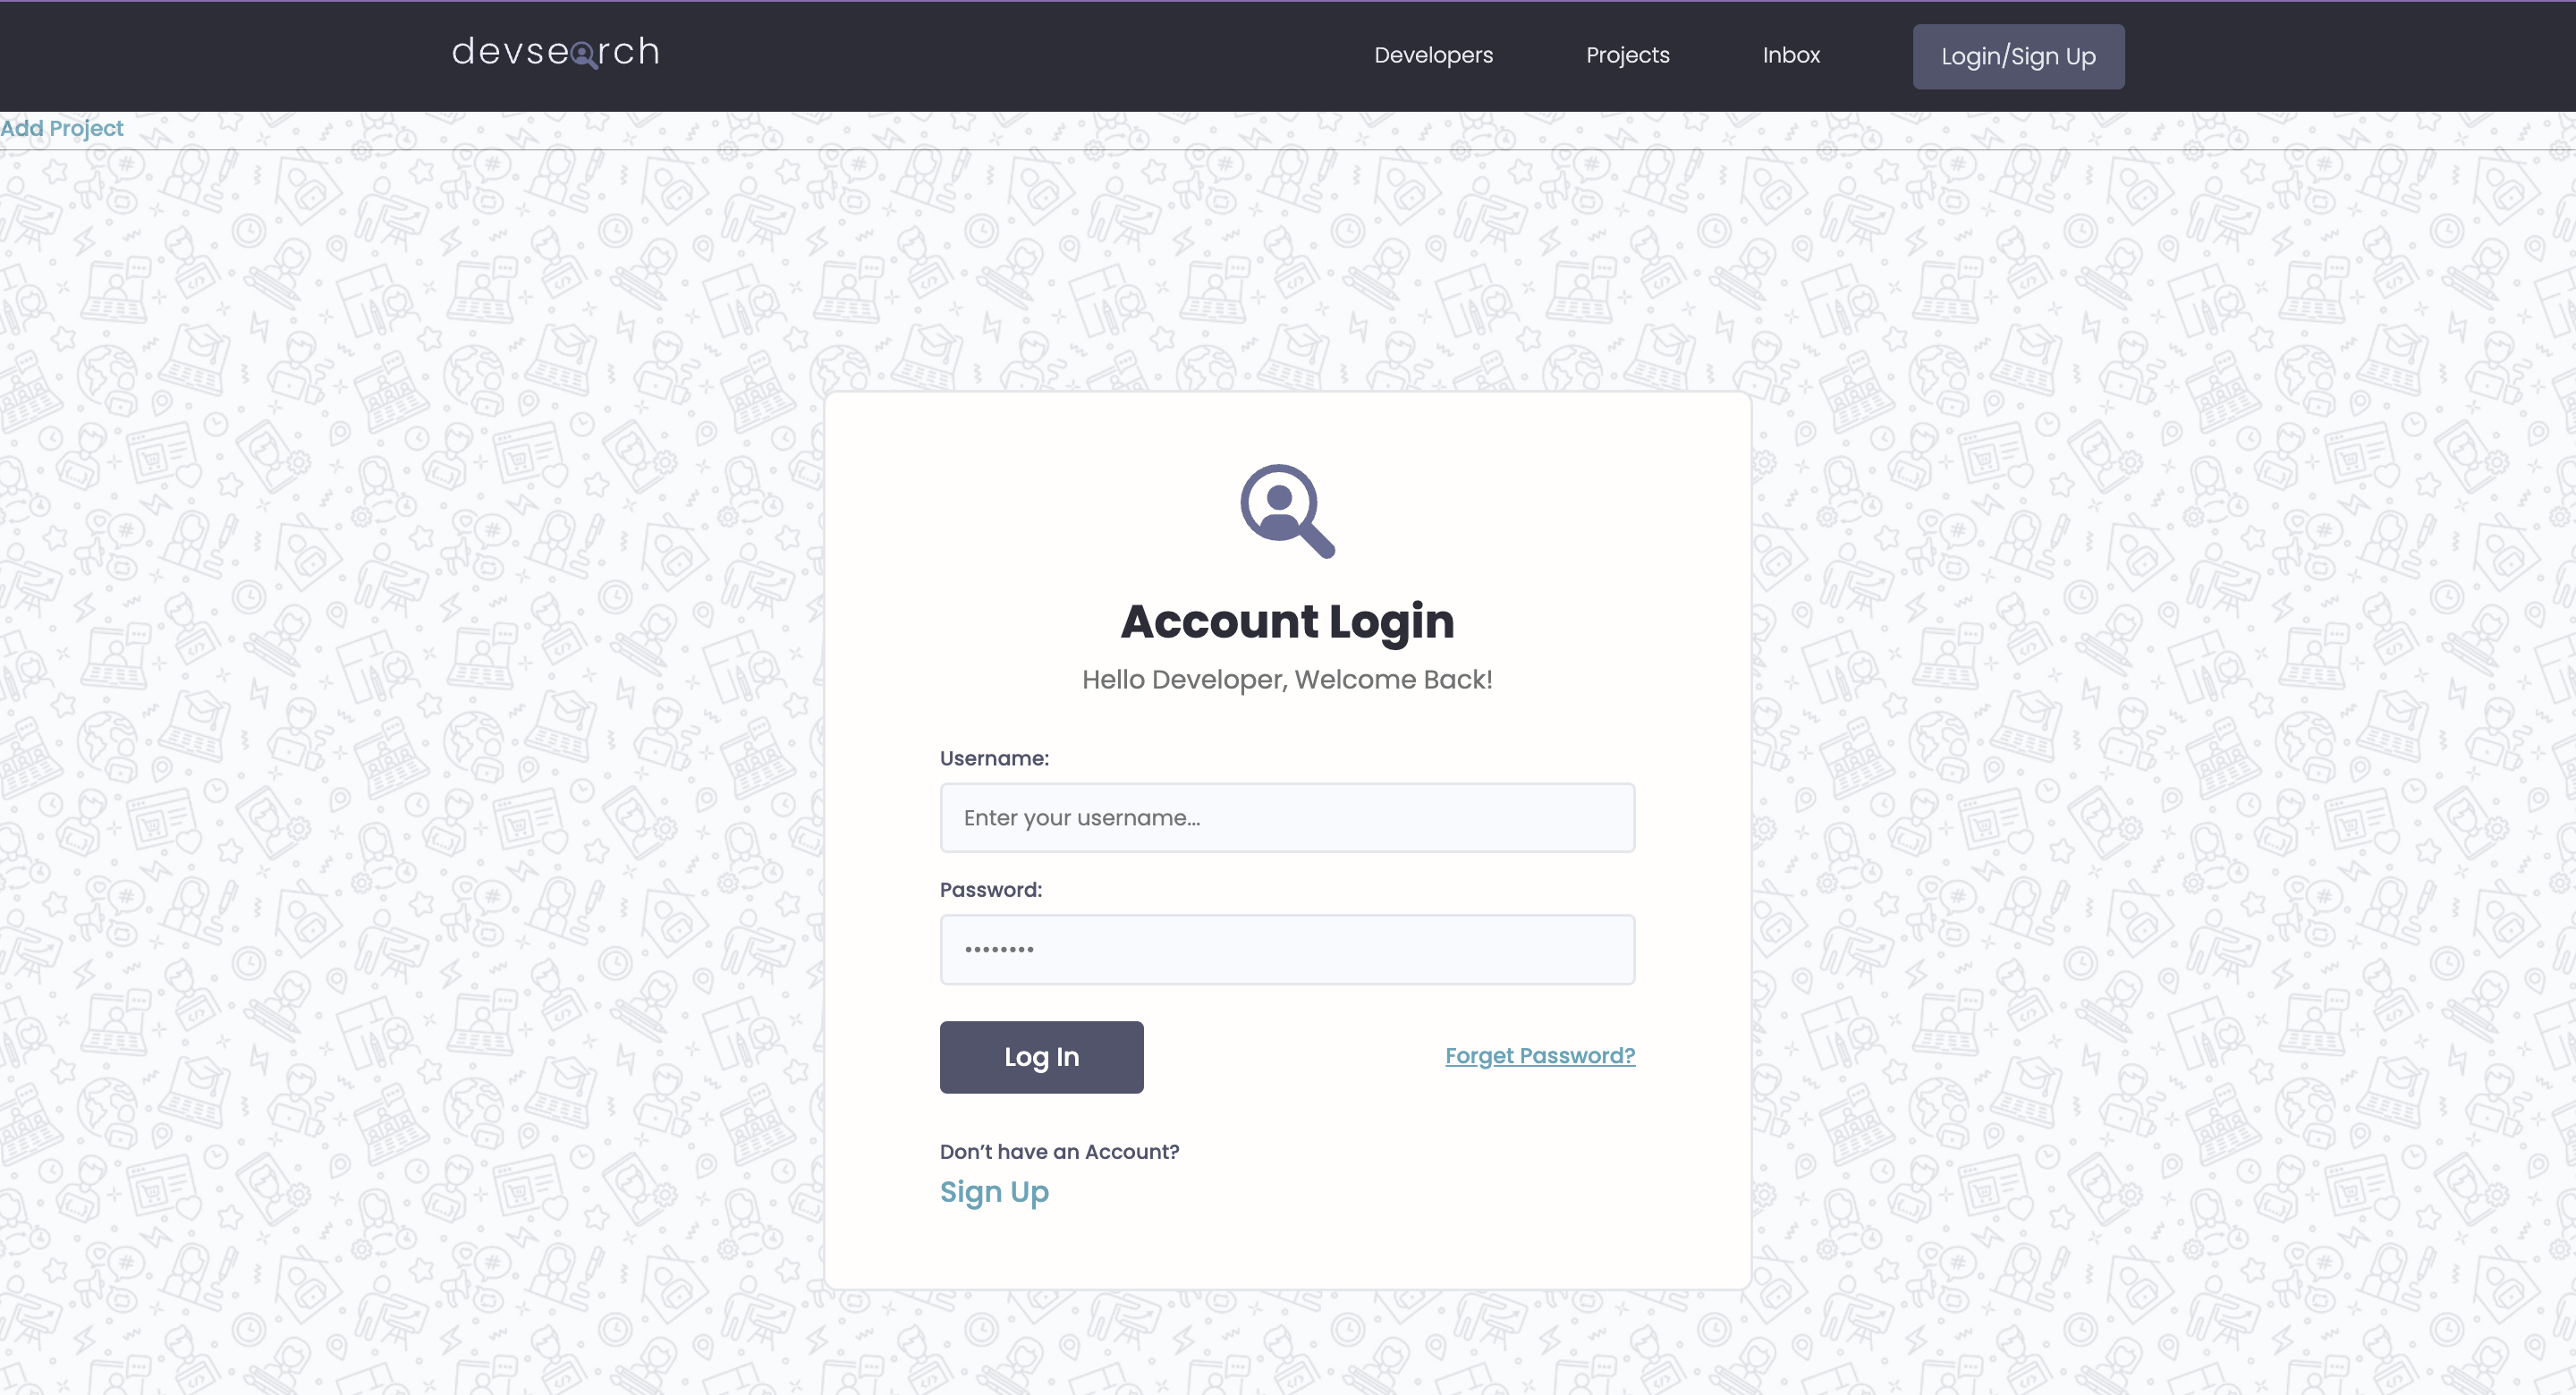 devsearch
Developers
Projects
Inbox
Login/Sign Up
Add Project
Account Login
Hello Developer, Welcome Back!
Username:
Enter your username...
Password:
••••••••
Log In
Forget Password?
Don’t have an Account?
Sign Up